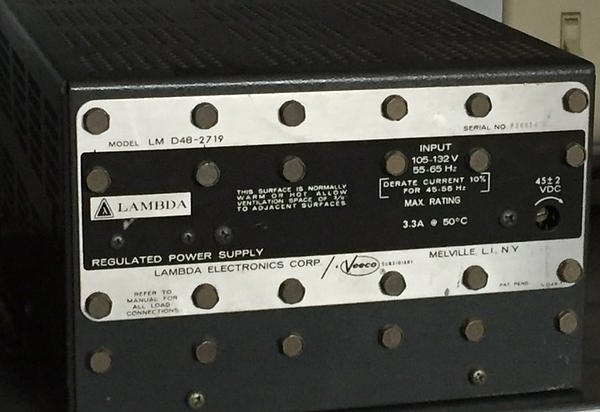 MODEL LM D48-2719
SERIAL NO.
INPUT
105-132 V
55-65 Hz
DERATE CURRENT 10%
FOR 45-55 Hz
MAX. RATING
3.3A @ 50°C
45±2
VDC
THIS SURFACE IS NORMALLY
WARM OR HOT. ALLOW
VENTILATION SPACE OF
TO ADJACENT SURFACES
LAMBDA
REGULATED POWER SUPPLY
LAMBDA ELECTRONICS CORP / A Veeco SUBSIDIARY
MELVILLE, L.I., N.Y.
REFER TO
MANUAL FOR
ALL LOAD
CONNECTIONS
PAT. PEND.